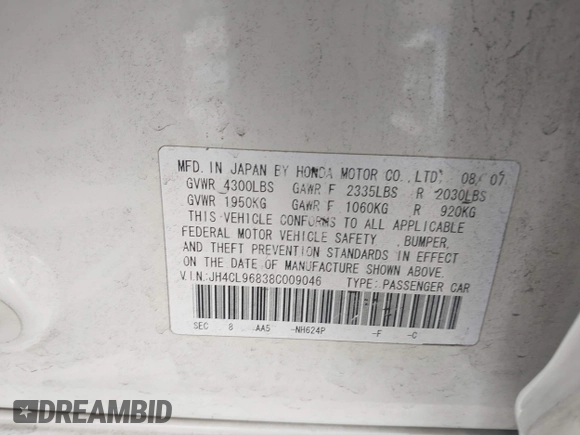 MFD. IN JAPAN BY HONDA MOTOR CO.,LTD. 08/07
GVWR 4300LBS GAWR F 2335LBS R 2030LBS
GVWR 1950KG GAWR F 1060KG R 920KG
THIS VEHICLE CONFORMS TO ALL APPLICABLE
FEDERAL MOTOR VEHICLE SAFETY , BUMPER,
AND THEFT PREVENTION STANDARDS IN EFFECT
ON THE DATE OF MANUFACTURE SHOWN ABOVE.
V.I.N.:JH4CL96838C009046 TYPE: PASSENGER CAR
SEC 8 AA5 -NH624P -F -C
DREAMBID